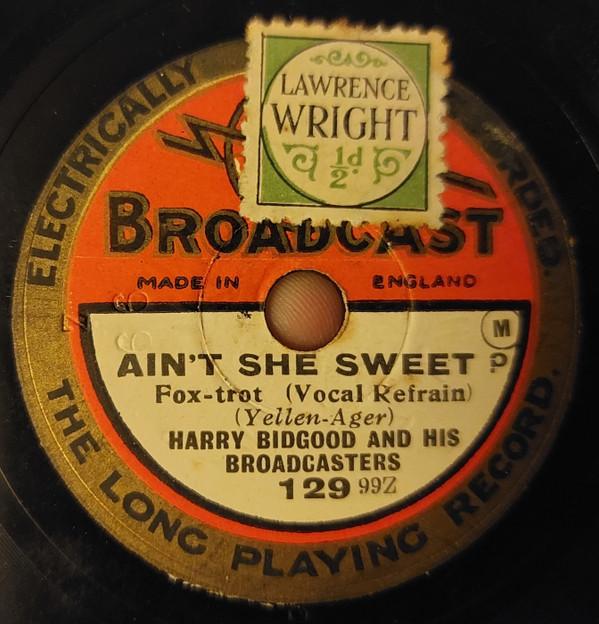 ELECTRICALLY
LAWRENCE
WRIGHT
½d.
BROADCAST
MADE IN ENGLAND
M
AIN'T SHE SWEET ?
Fox-trot (Vocal Refrain)
(Yellen-Ager)
HARRY BIDGOOD AND HIS
BROADCASTERS
129 99Z
THE LONG PLAYING RECORD.